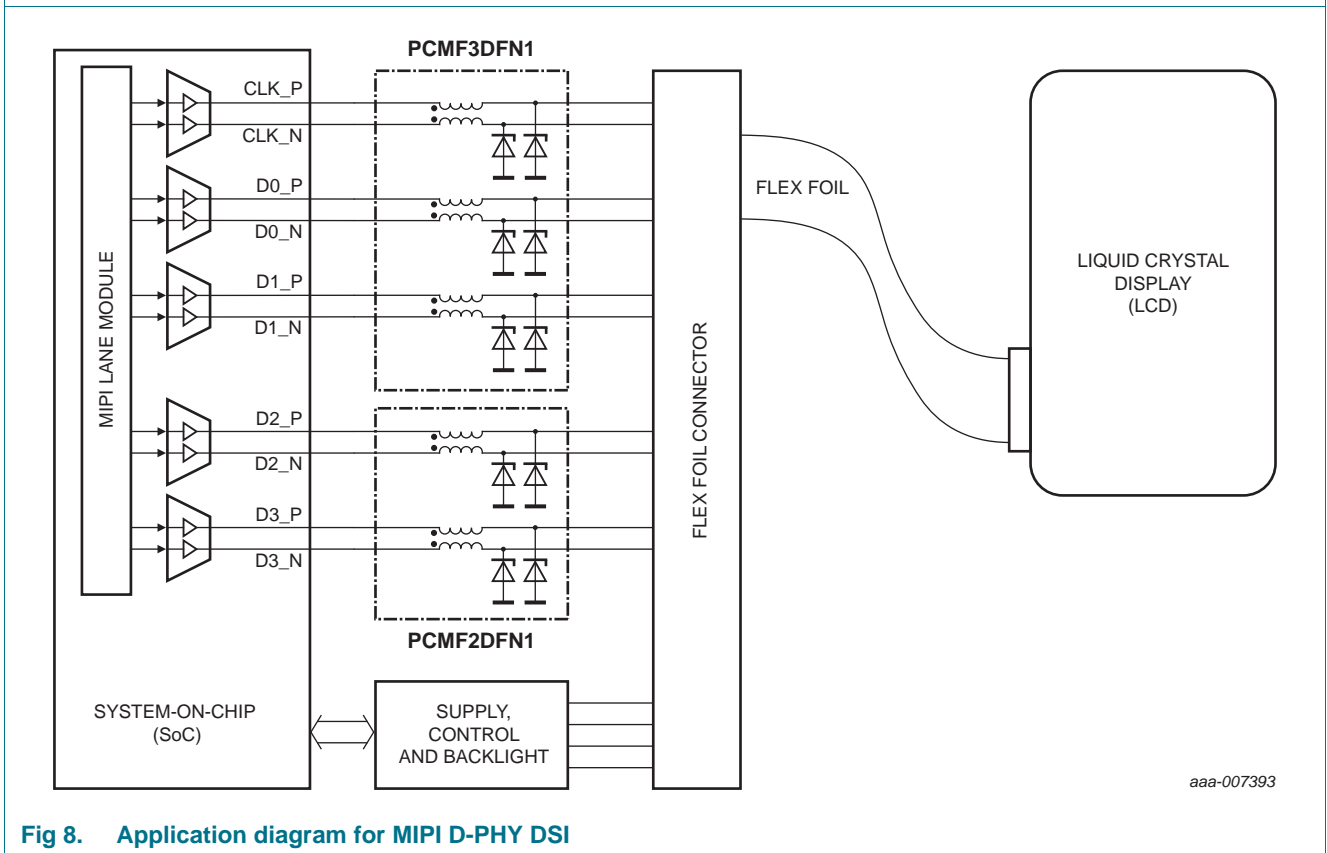 PCMF3DFN1
CLK_P
CLK_N
D0_P
D0_N
D1_P
D1_N
D2_P
D2_N
D3_P
D3_N
MIPI LANE MODULE
SYSTEM-ON-CHIP
(SoC)
PCMF2DFN1
SUPPLY,
CONTROL
AND BACKLIGHT
FLEX FOIL CONNECTOR
FLEX FOIL
LIQUID CRYSTAL
DISPLAY
(LCD)
aaa-007393
Fig 8. Application diagram for MIPI D-PHY DSI